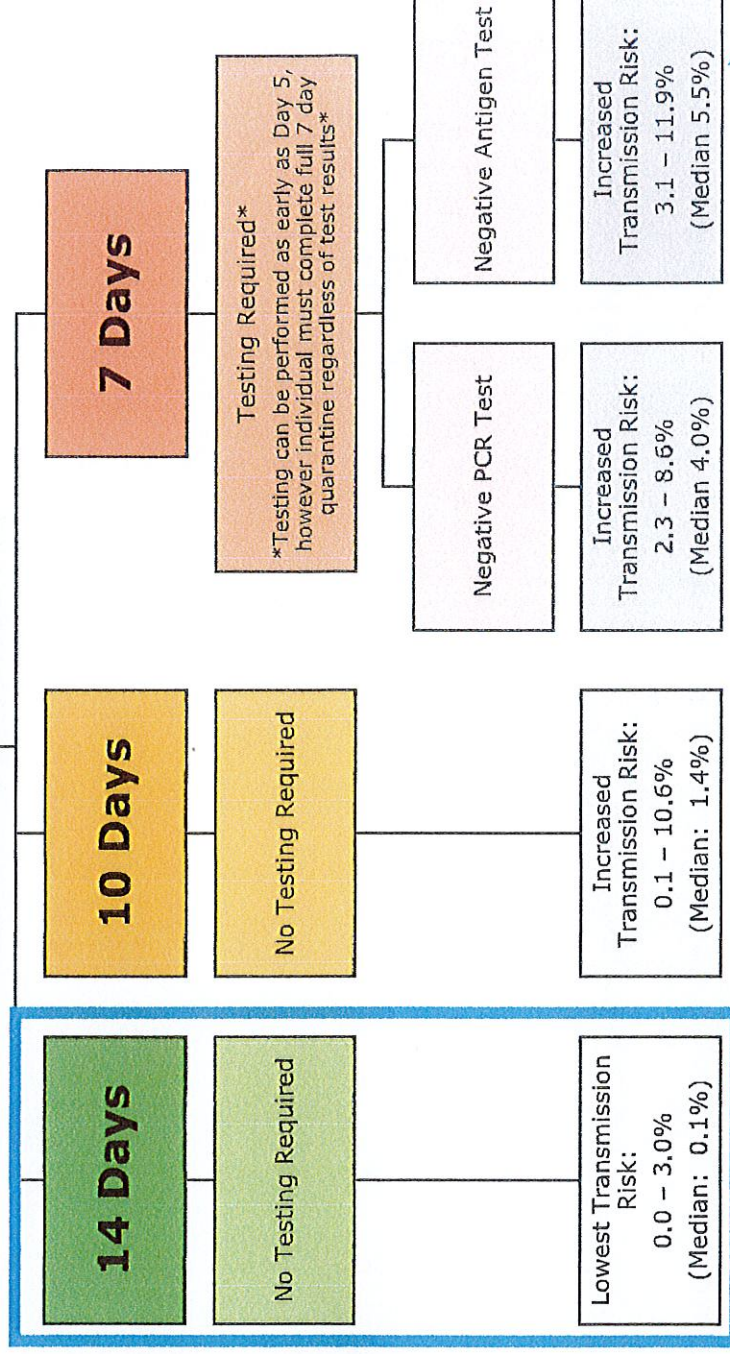 14 Days
No Testing Required
Lowest Transmission
Risk:
0.0 – 3.0%
(Median: 0.1%)
10 Days
No Testing Required
Increased
Transmission Risk:
0.1 – 10.6%
(Median: 1.4%)
7 Days
Testing Required*
*Testing can be performed as early as Day 5,
however individual must complete full 7 day
quarantine regardless of test results*
Negative PCR Test
Increased
Transmission Risk:
2.3 – 8.6%
(Median 4.0%)
Negative Antigen Test
Increased
Transmission Risk:
3.1 – 11.9%
(Median 5.5%)